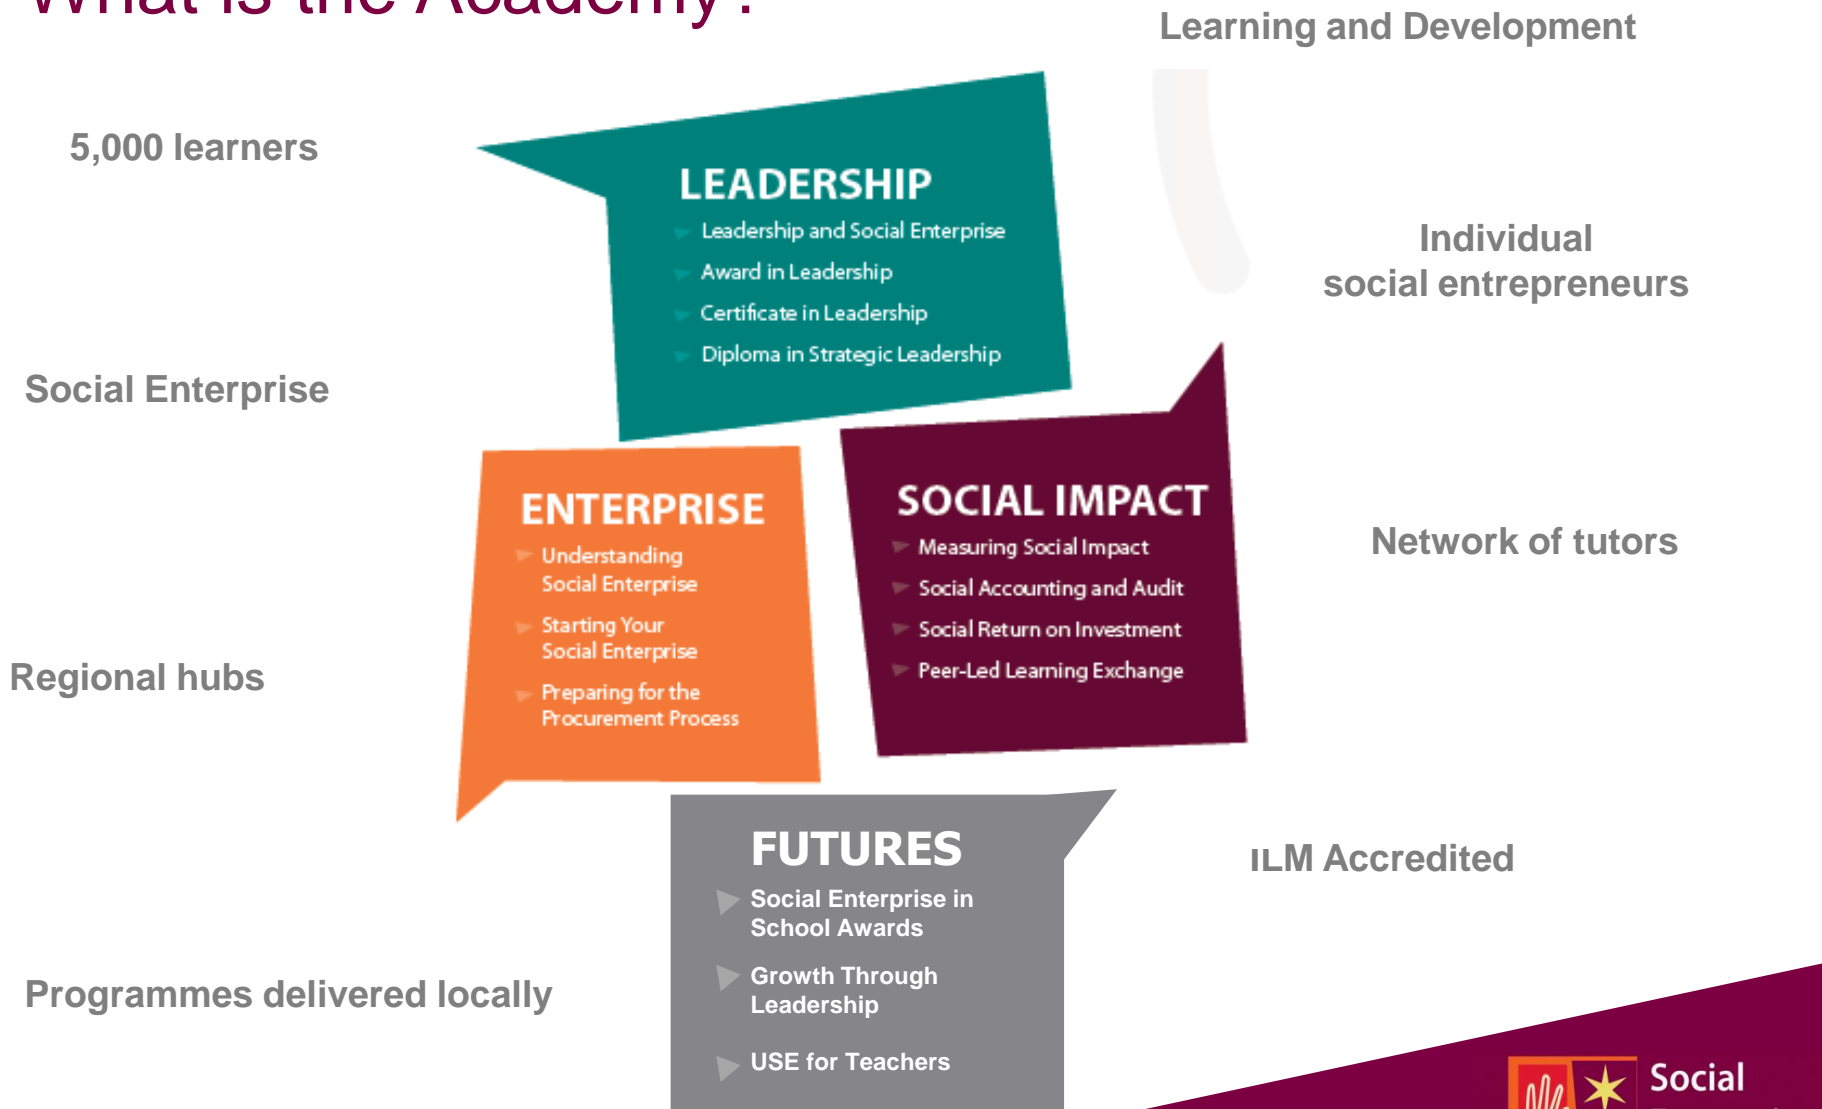 What is the Academy?
Learning and Development
5,000 learners
LEADERSHIP
Leadership and Social Enterprise
Award in Leadership
Certificate in Leadership
Diploma in Strategic Leadership
Individual
social entrepreneurs
Social Enterprise
ENTERPRISE
Understanding
Social Enterprise
Starting Your
Social Enterprise
Preparing for the
Procurement Process
SOCIAL IMPACT
Measuring Social Impact
Social Accounting and Audit
Social Return on Investment
Peer-Led Learning Exchange
Network of tutors
Regional hubs
FUTURES
Social Enterprise in
School Awards
Growth Through
Leadership
USE for Teachers
ILM Accredited
Programmes delivered locally
Social